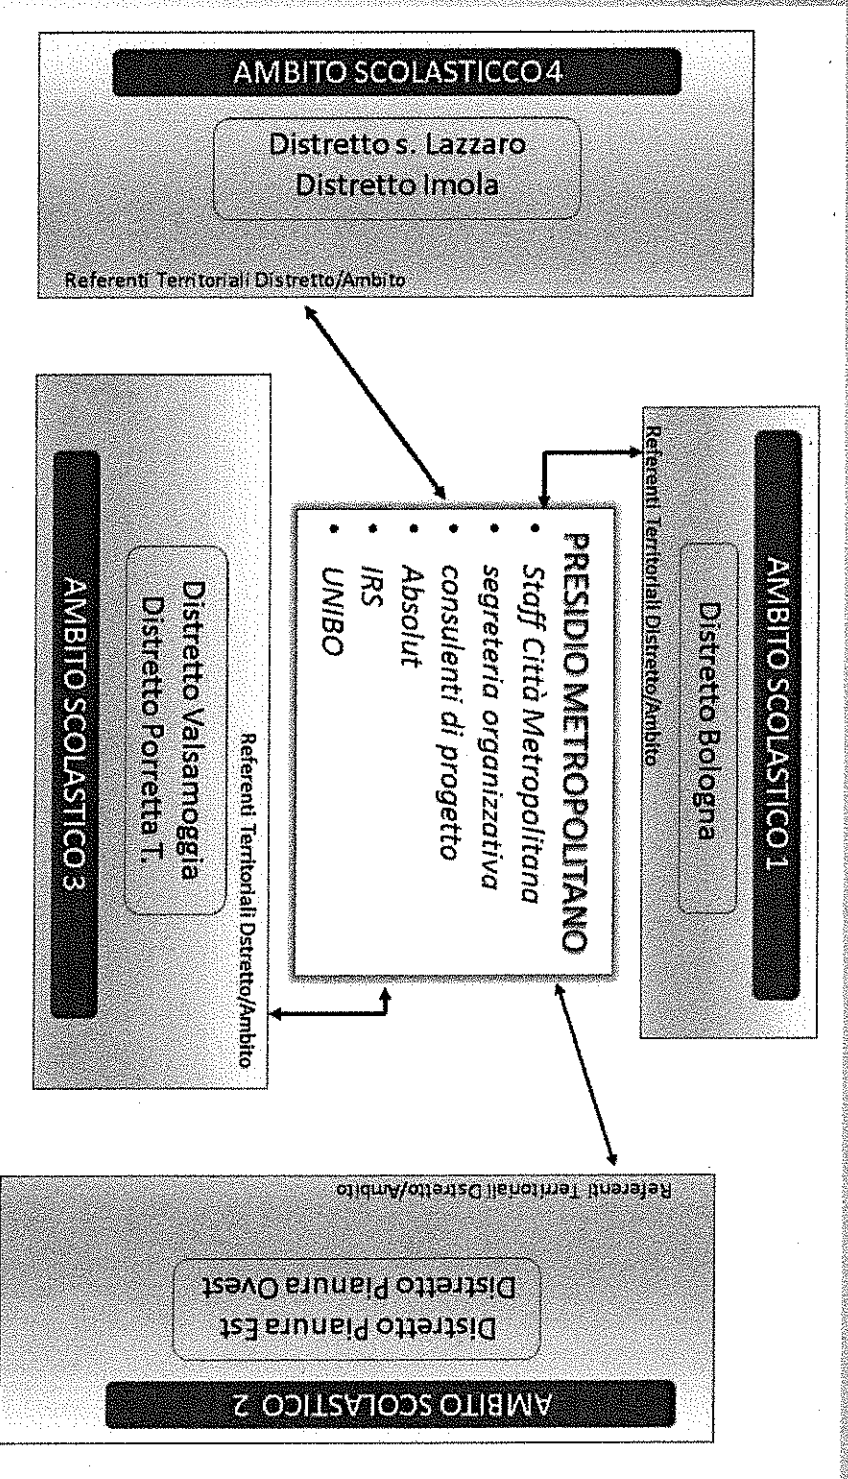 AMBITO SCOLASTICCO 4
Distretto s. Lazzaro
Distretto Imola
Referenti Territoriali Distretto/Ambito
AMBITO SCOLASTICO 1
Distretto Bologna
Referenti Territoriali Distretto/Ambito
PRESIDIO METROPOLITANO
• Staff Città Metropolitana
• segreteria organizzativa
• consulenti di progetto
• Absolut
• IRS
• UNIBO
Referenti Territoriali Dstretto/Ambito
Distretto Valsamoggia
Distretto Porretta T.
AMBITO SCOLASTICO 3
AMBITO SCOLASTICO 2
Distretto Pianura Est
Distretto Pianura Ovest
Referenti Territoriali Dstretto/Ambito